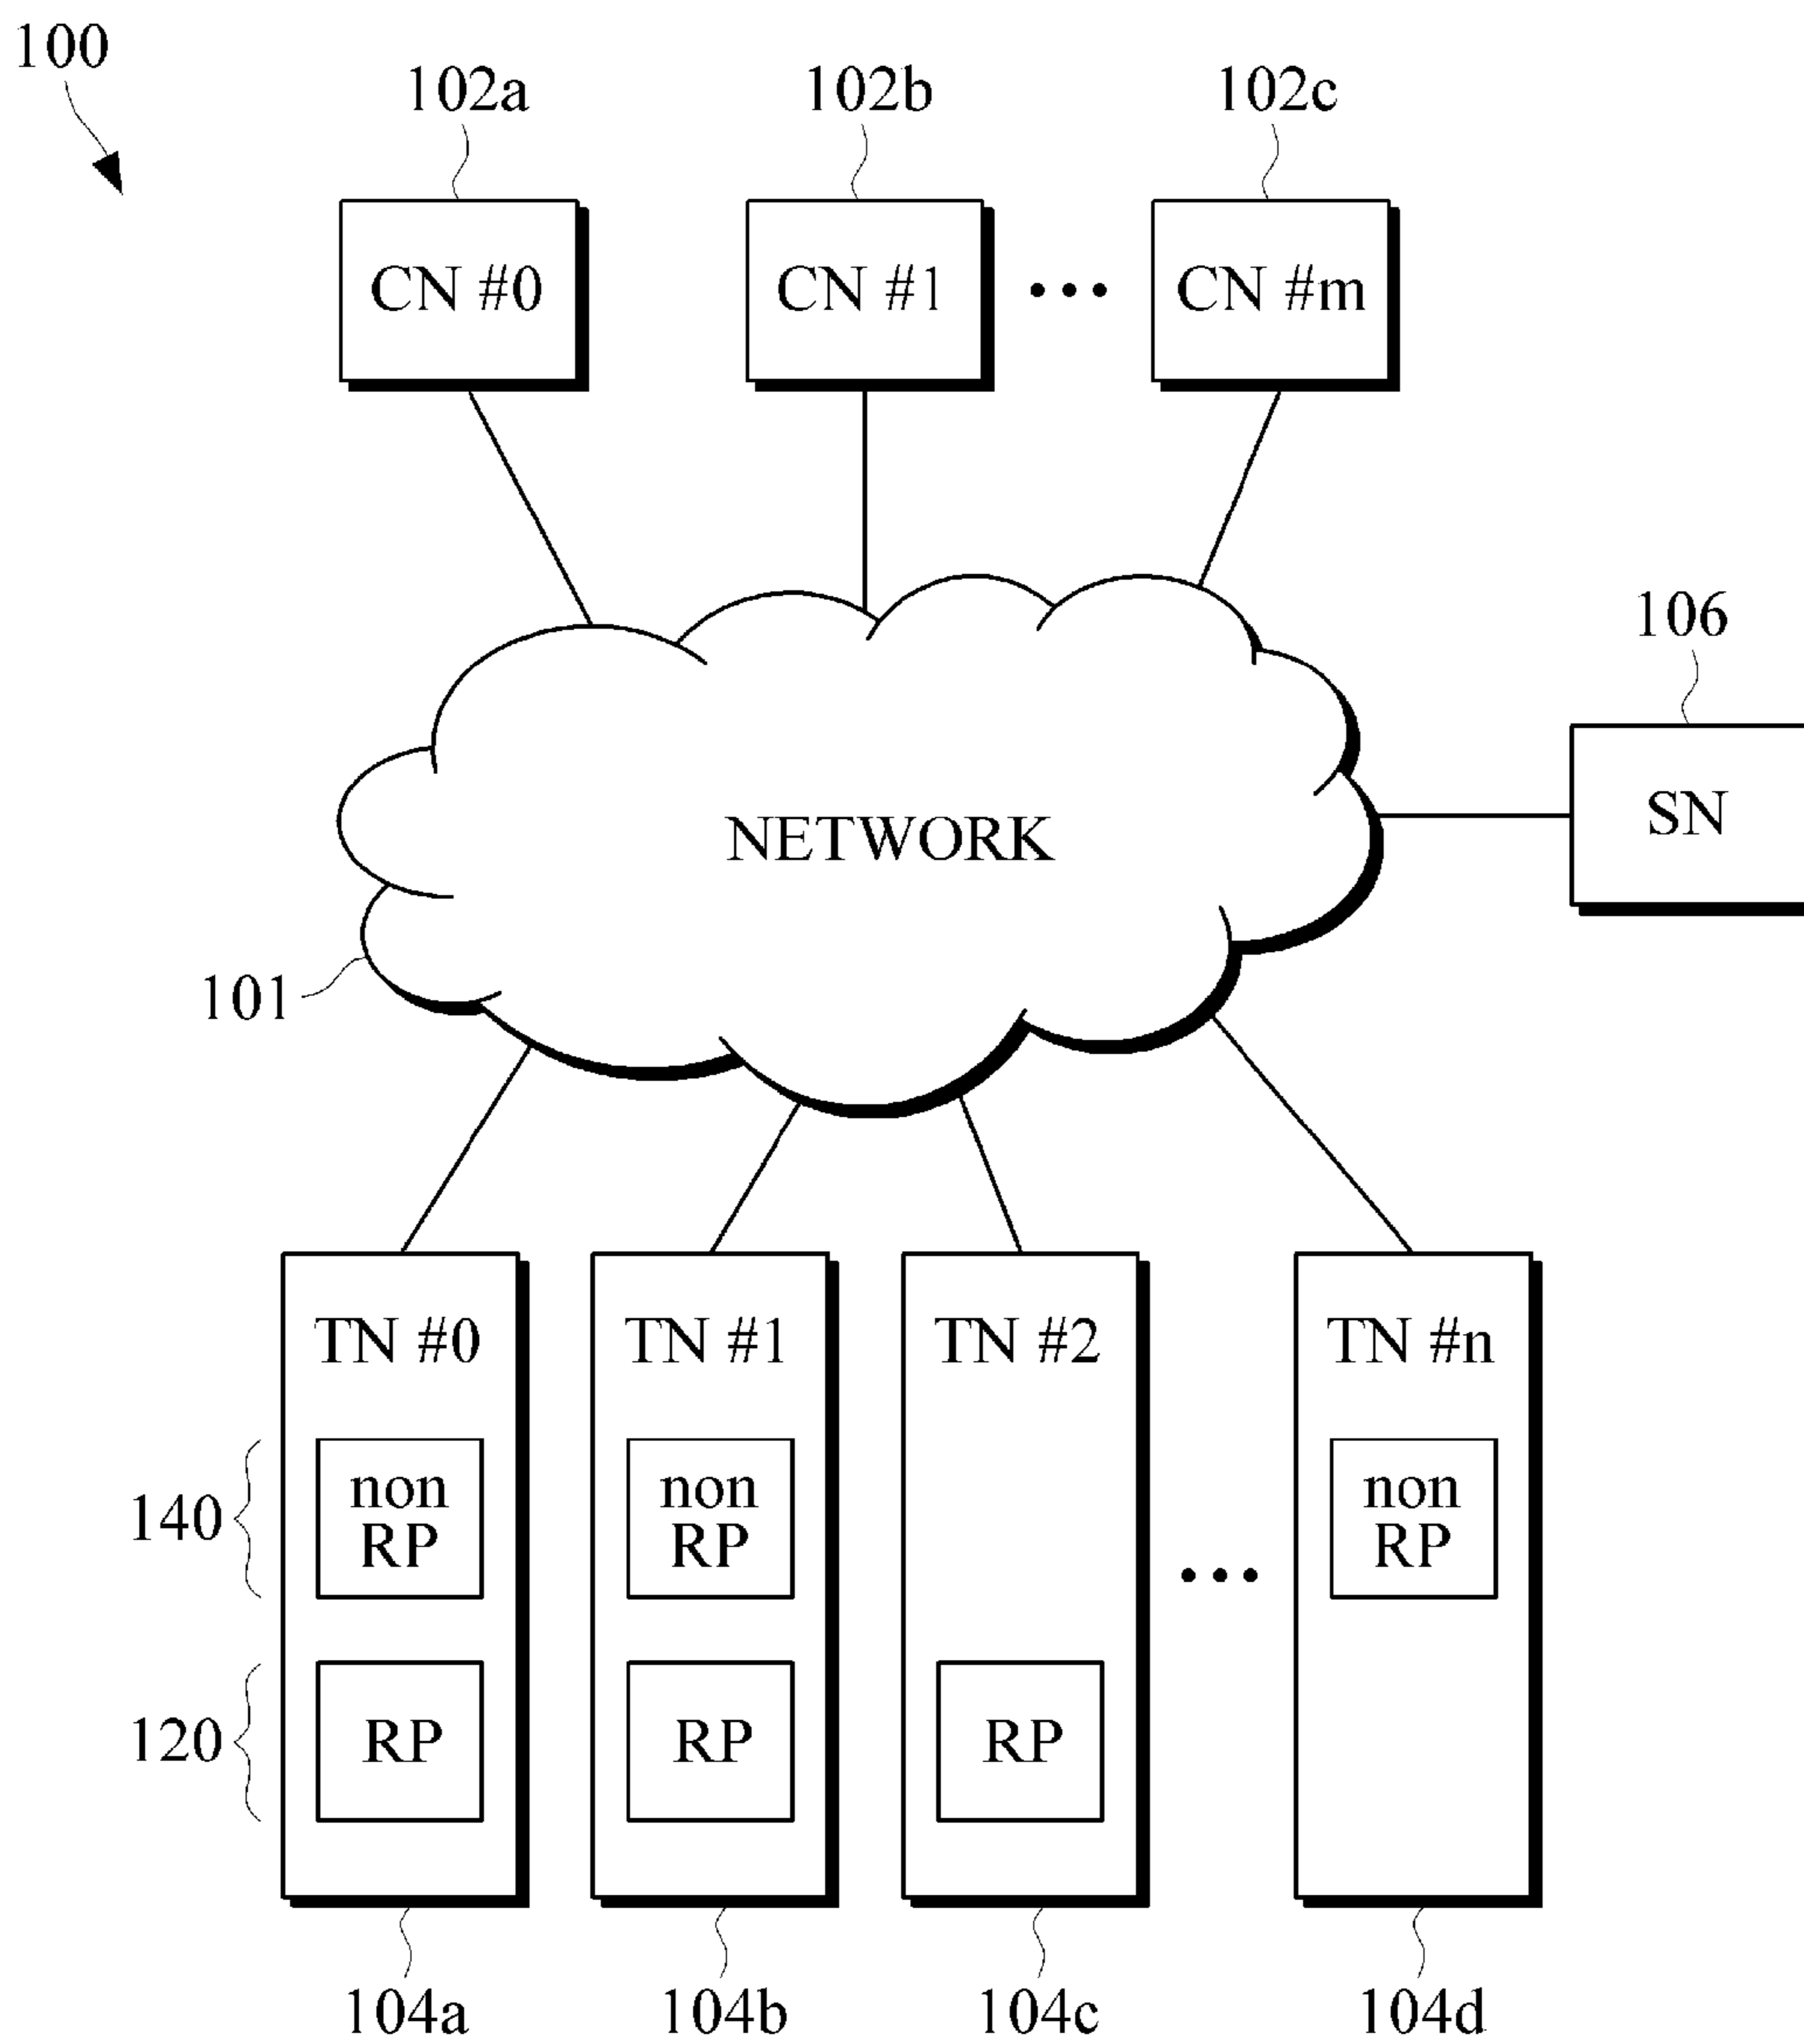 100
102a
102b
102c
CN #0
CN #1
CN #m
106
SN
NETWORK
101
TN #0
TN #1
TN #2
TN #n
140
non
RP
non
RP
non
RP
120
RP
RP
RP
104a
104b
104c
104d